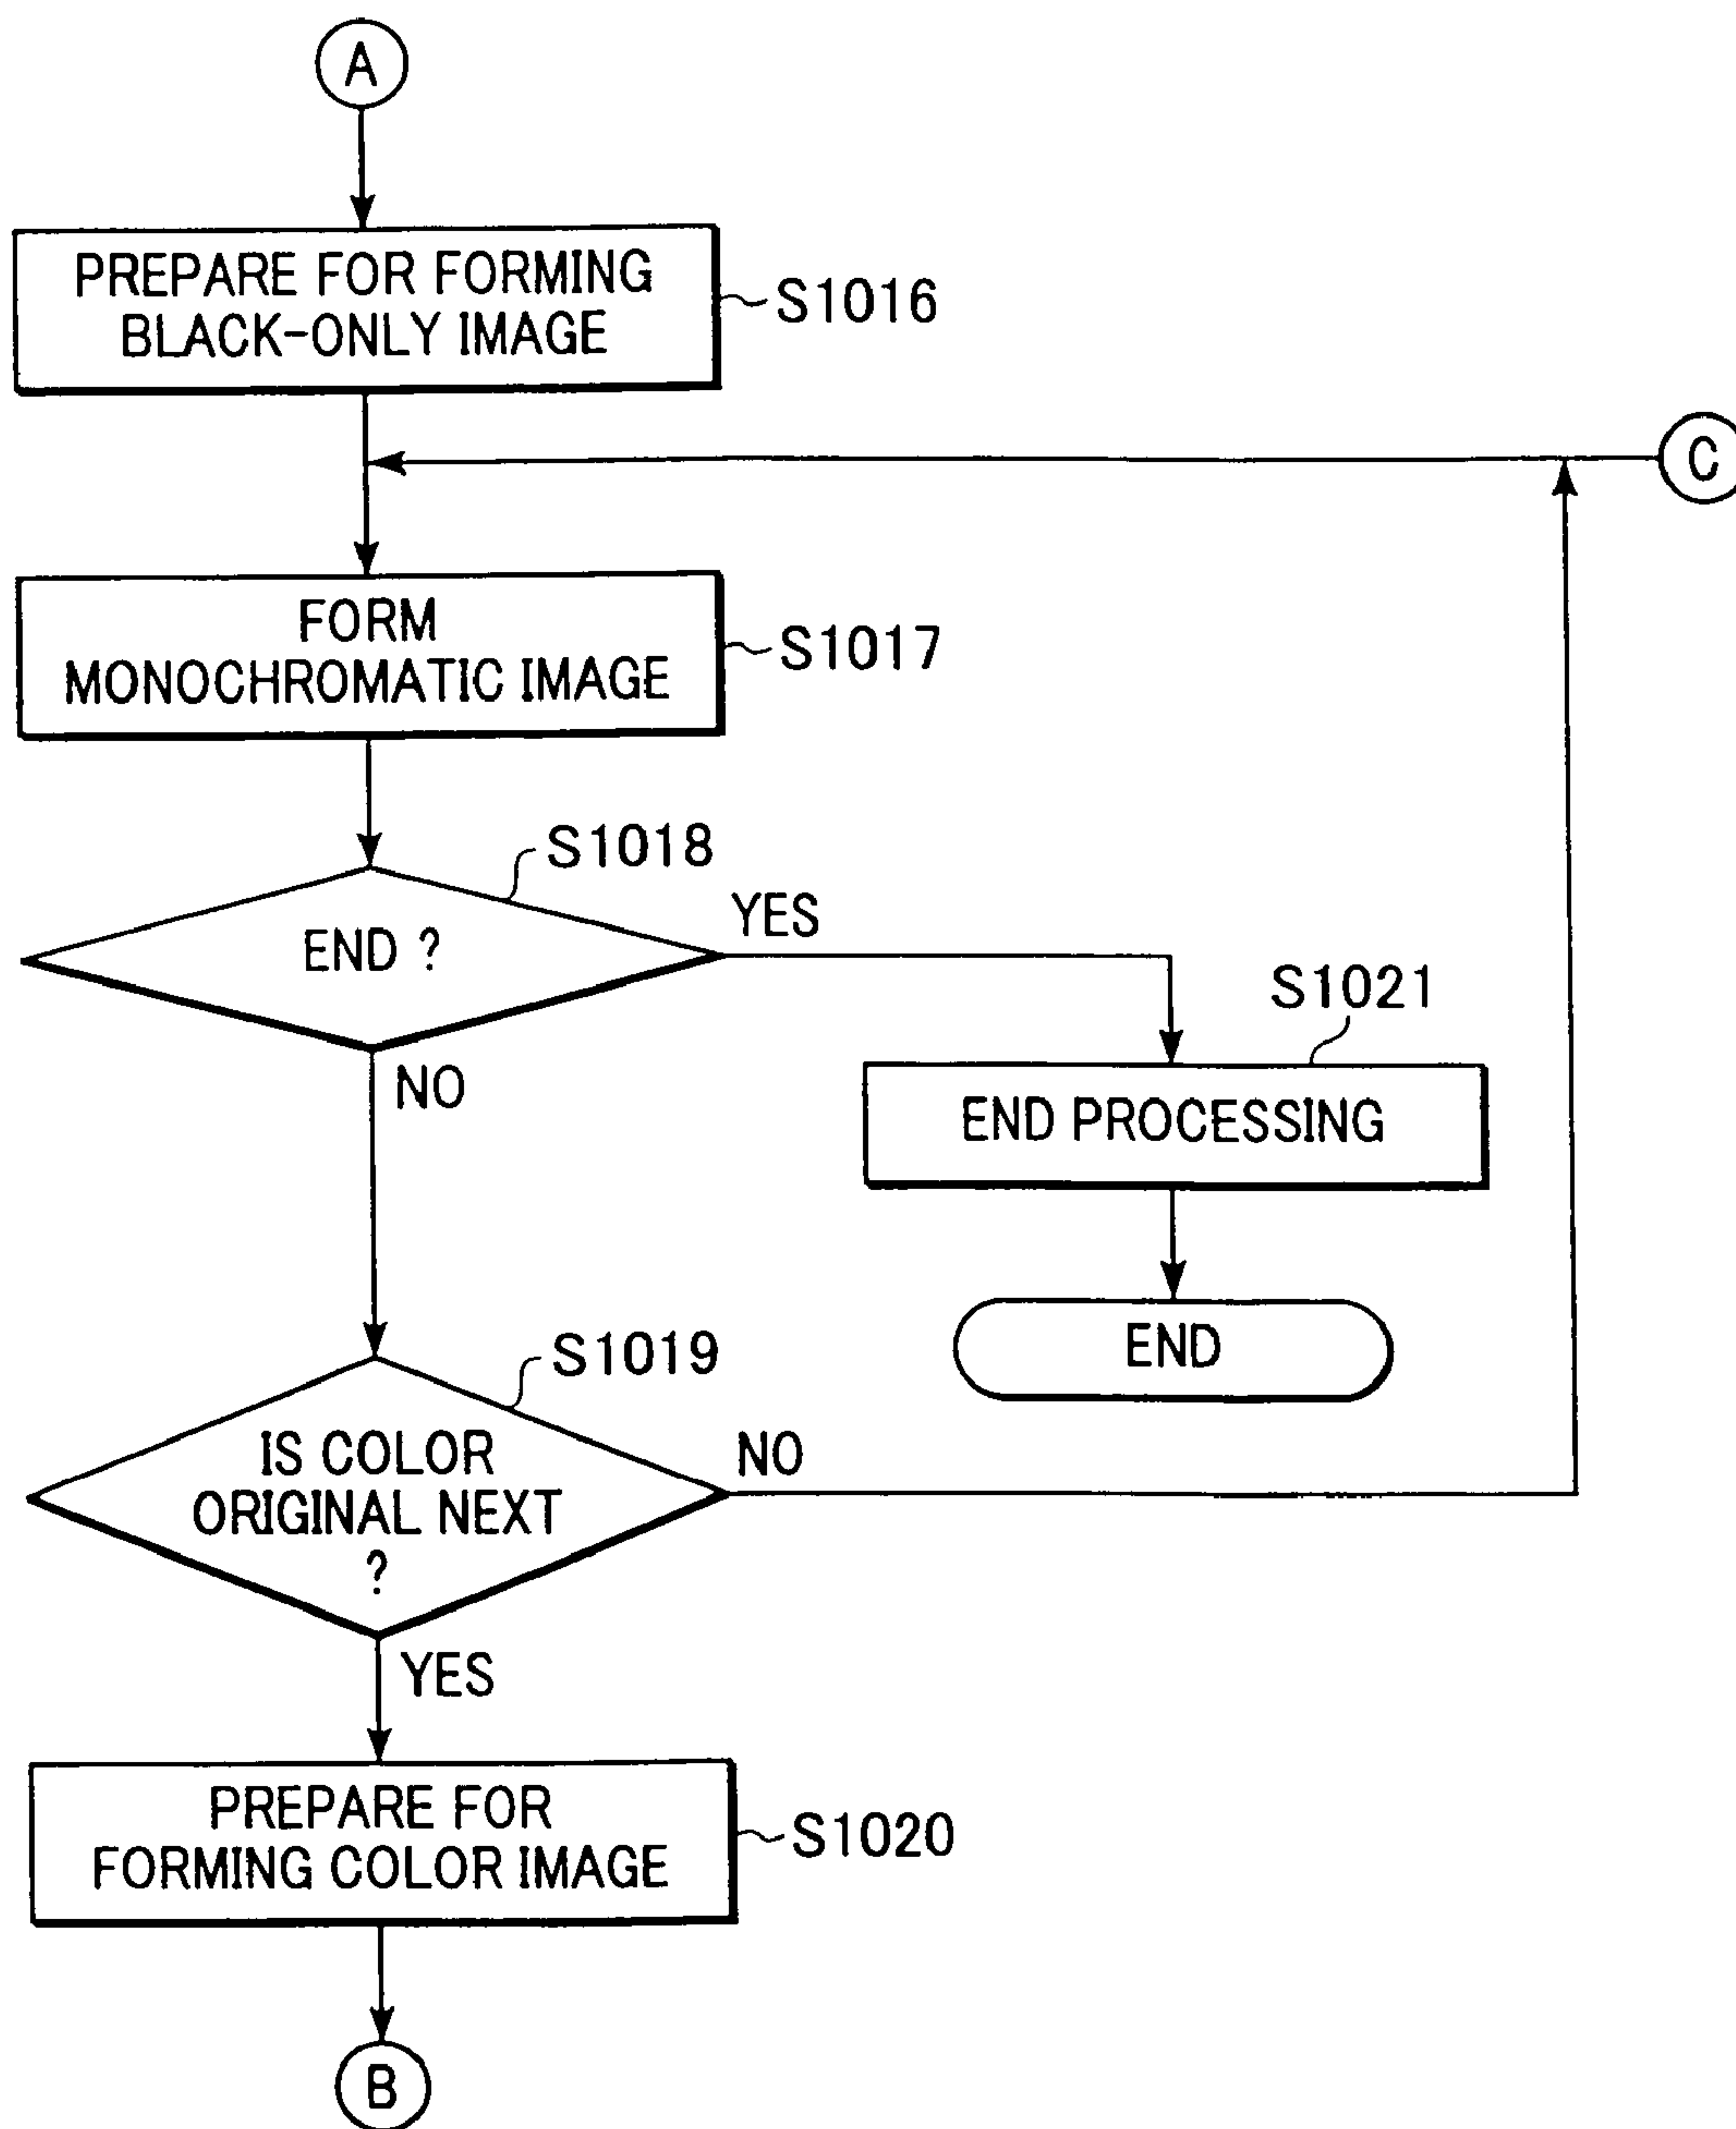 A
PREPARE FOR FORMING
BLACK-ONLY IMAGE
S1016
C
FORM
MONOCHROMATIC IMAGE
S1017
S1018
END ?
YES
NO
S1021
END PROCESSING
END
S1019
IS COLOR
ORIGINAL NEXT
?
NO
YES
PREPARE FOR
FORMING COLOR IMAGE
S1020
B